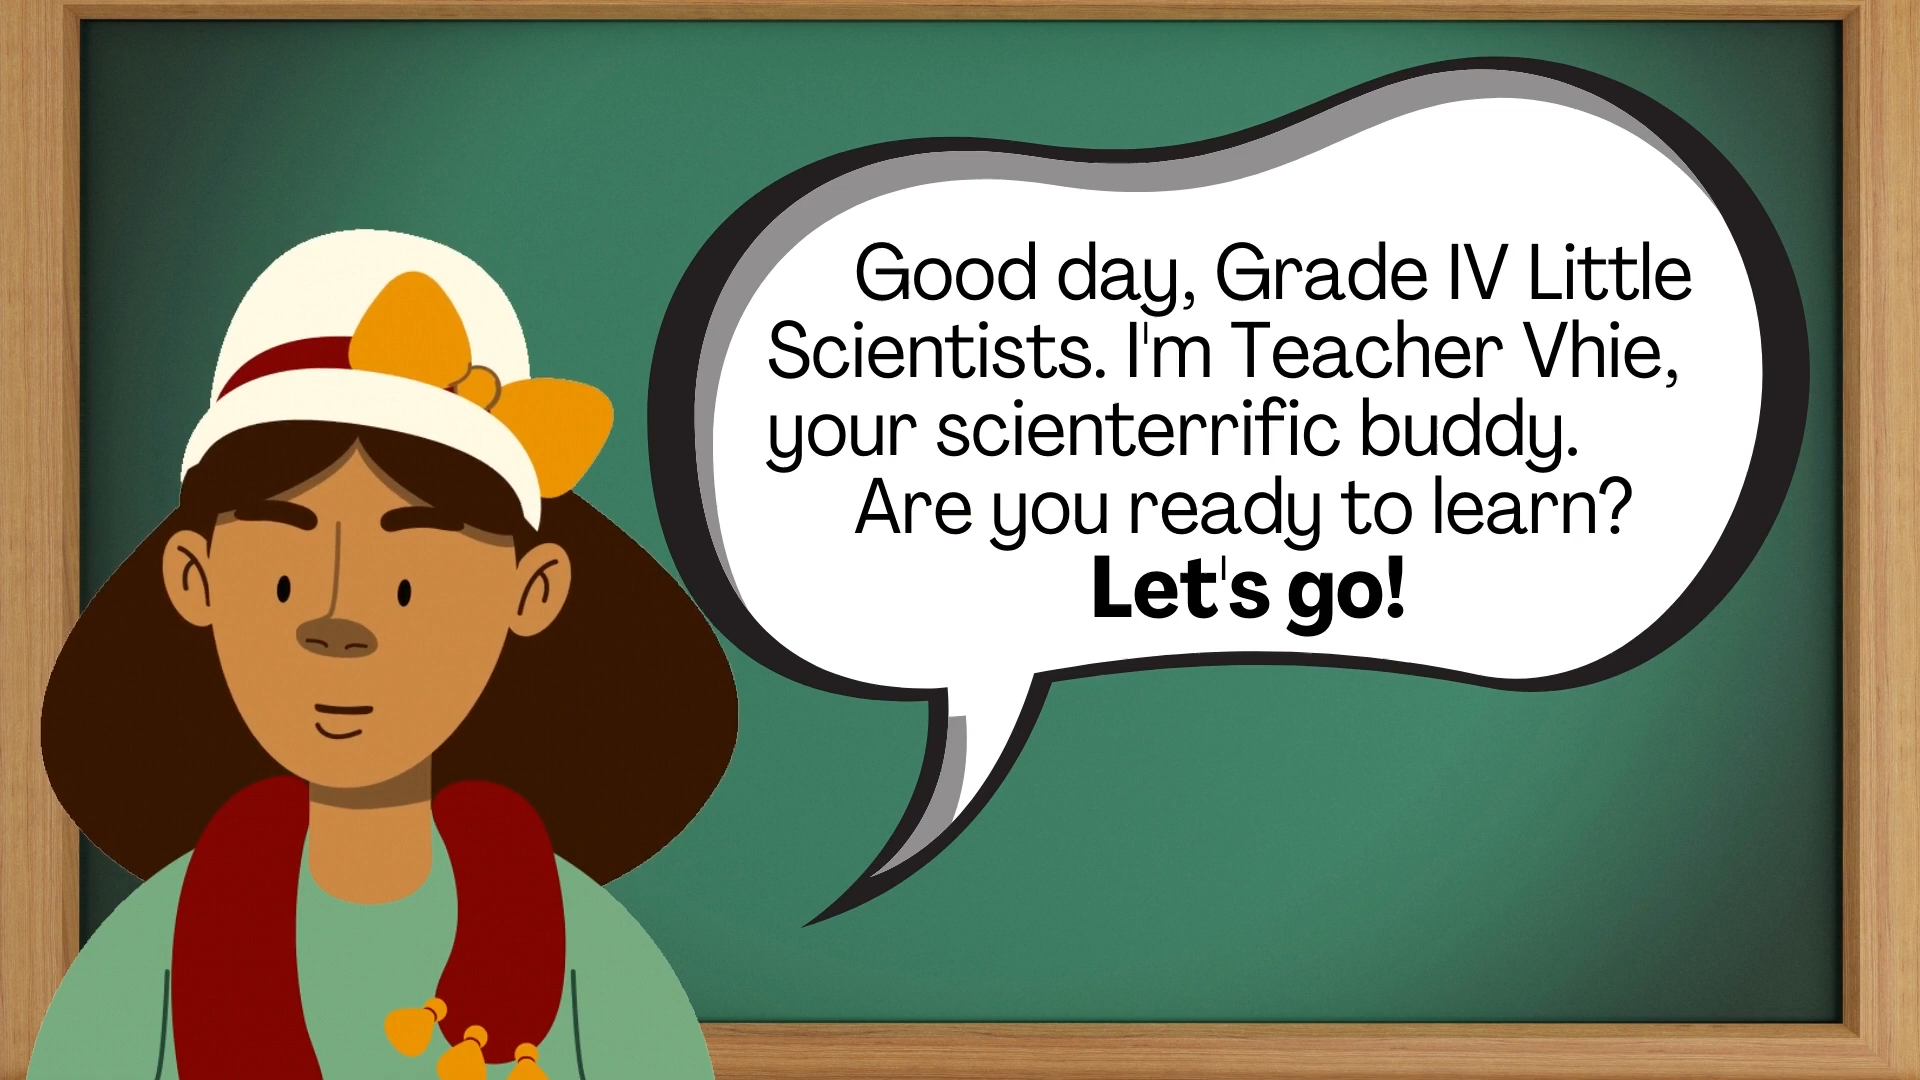 Good day, Grade IV Little
Scientists. I'm Teacher Vhie,
your scienterrific buddy.
Are you ready to learn?
Let's go!